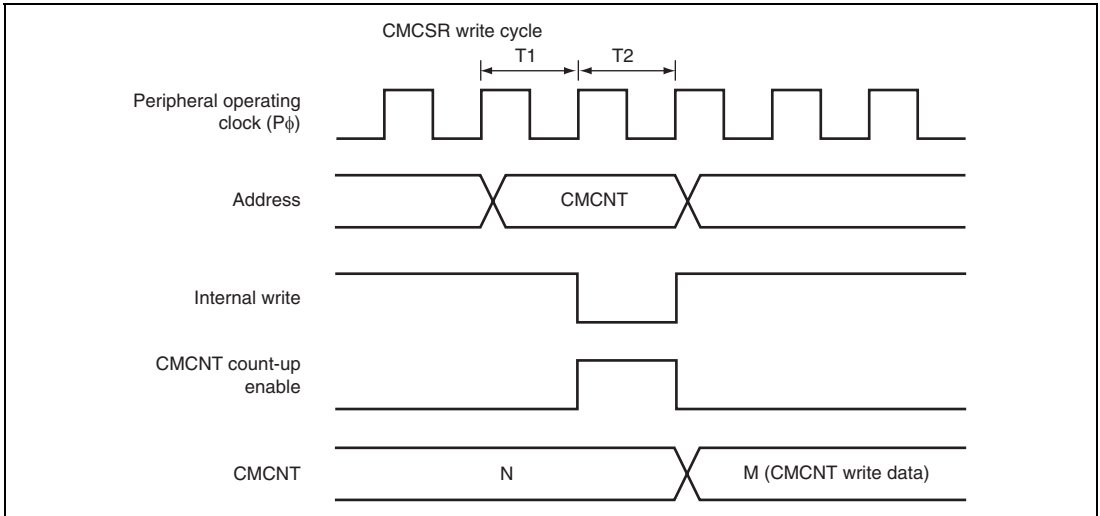 CMCSR write cycle
T1 T2
Peripheral operating
clock (Pϕ)
Address
CMCNT
Internal write
CMCNT count-up
enable
CMCNT
N
M (CMCNT write data)